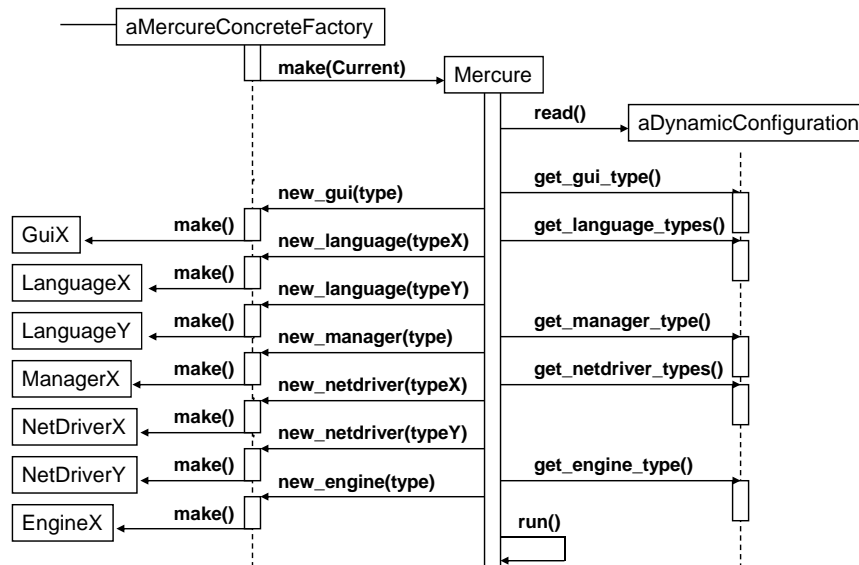 aMercureConcreteFactory
make(Current)
Mercure
read()
aDynamicConfiguration
get_gui_type()
new_gui(type)
make()
GuiX
get_language_types()
new_language(typeX)
make()
LanguageX
new_language(typeY)
make()
LanguageY
get_manager_type()
new_manager(type)
make()
ManagerX
get_netdriver_types()
new_netdriver(typeX)
make()
NetDriverX
new_netdriver(typeY)
make()
NetDriverY
get_engine_type()
new_engine(type)
make()
EngineX
run()